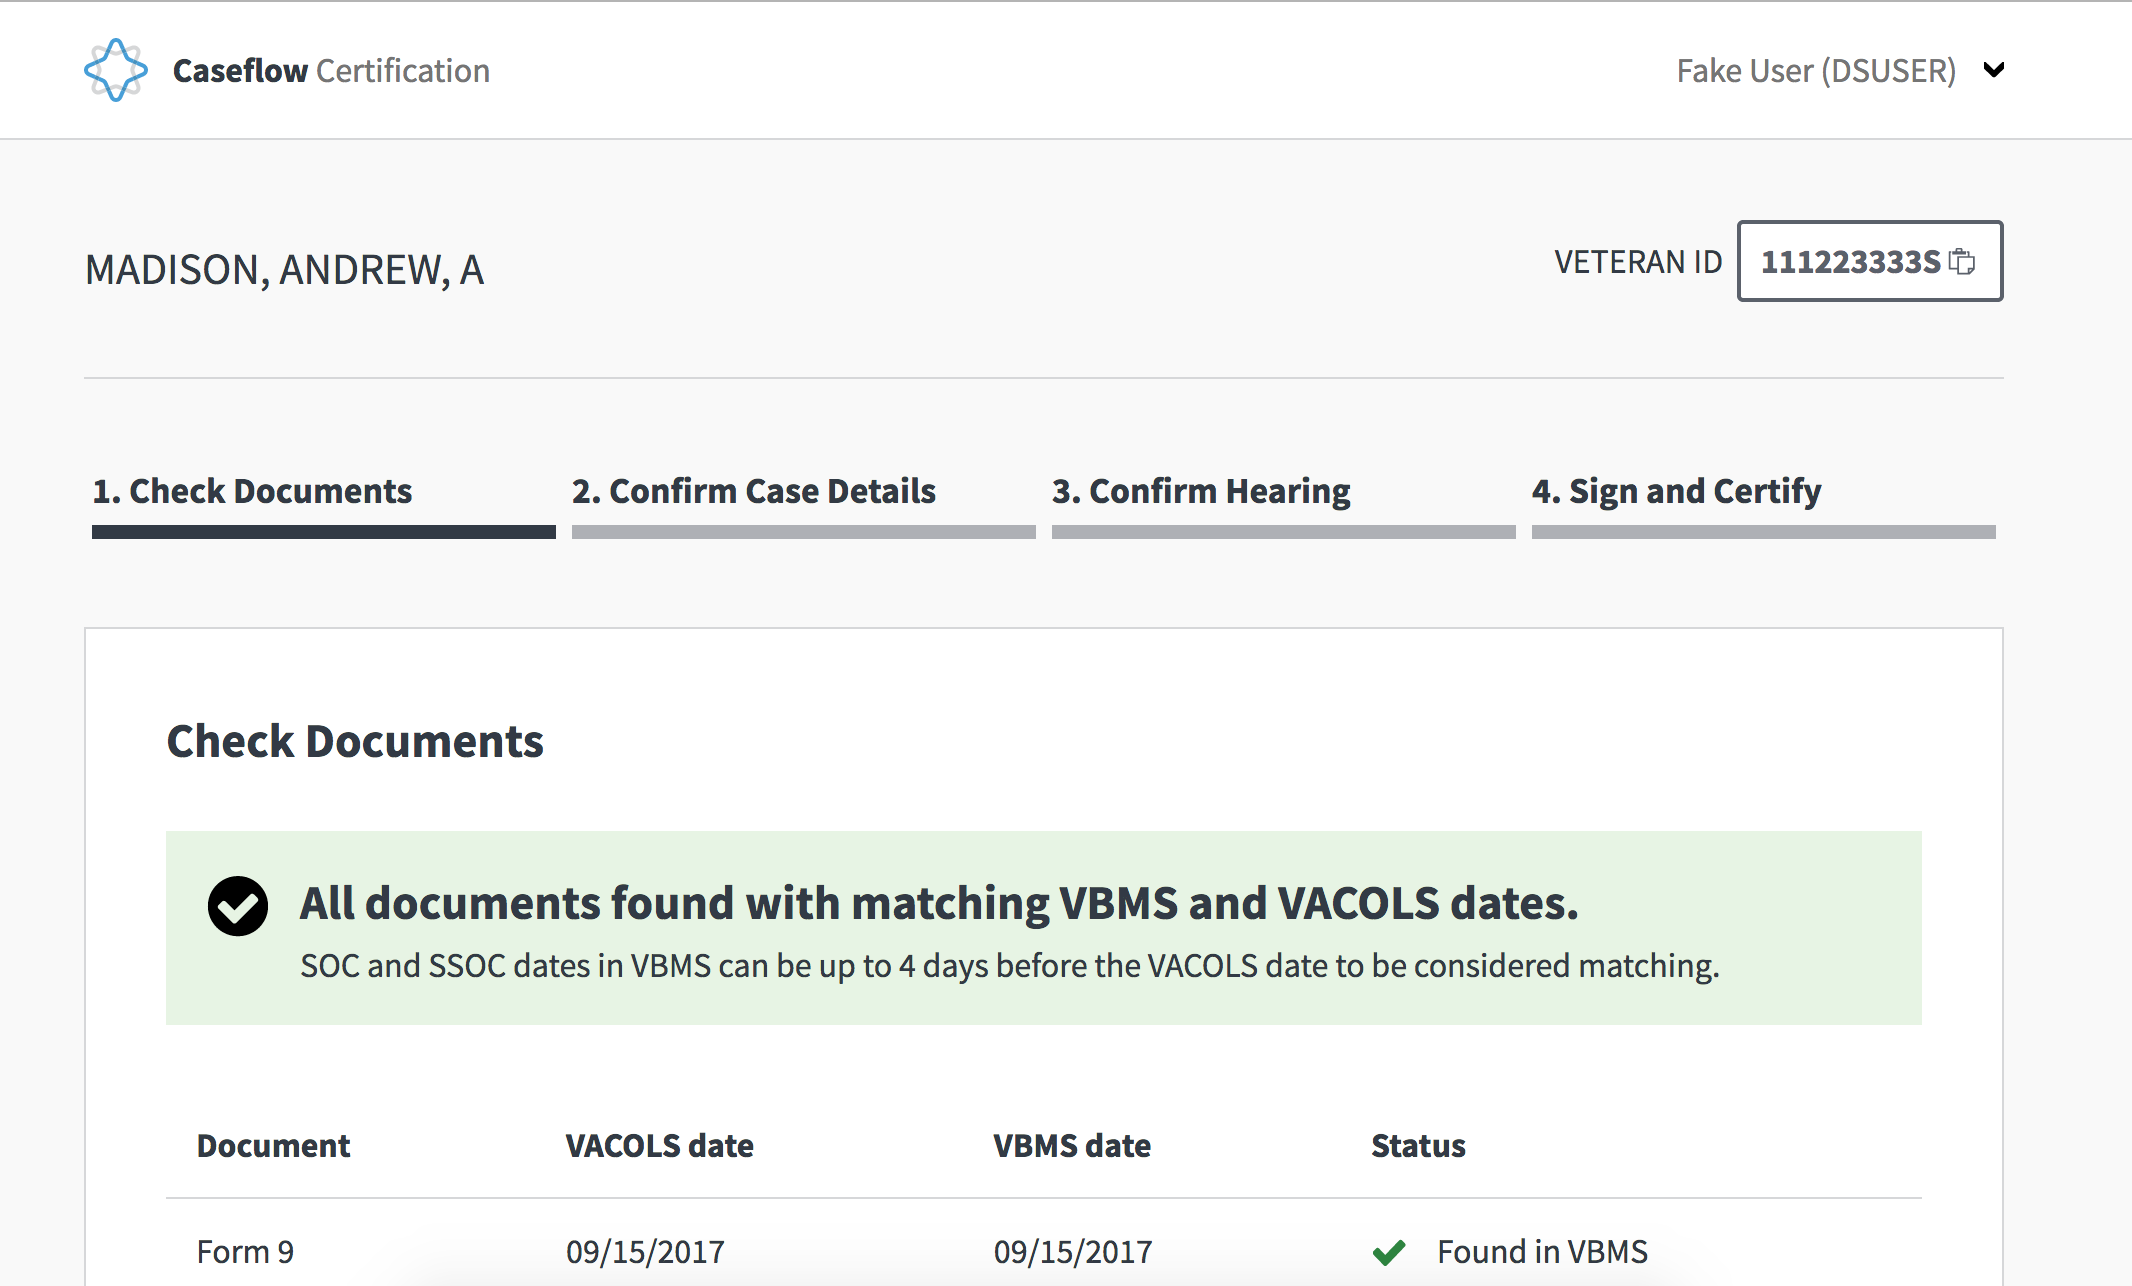 Caseflow Certification
Fake User (DSUSER)
MADISON, ANDREW, A
VETERAN ID 111223333S
1. Check Documents
2. Confirm Case Details
3. Confirm Hearing
4. Sign and Certify
Check Documents
All documents found with matching VBMS and VACOLS dates.
SOC and SSOC dates in VBMS can be up to 4 days before the VACOLS date to be considered matching.
Document VACOLS date VBMS date Status
Form 9 09/15/2017 09/15/2017 Found in VBMS